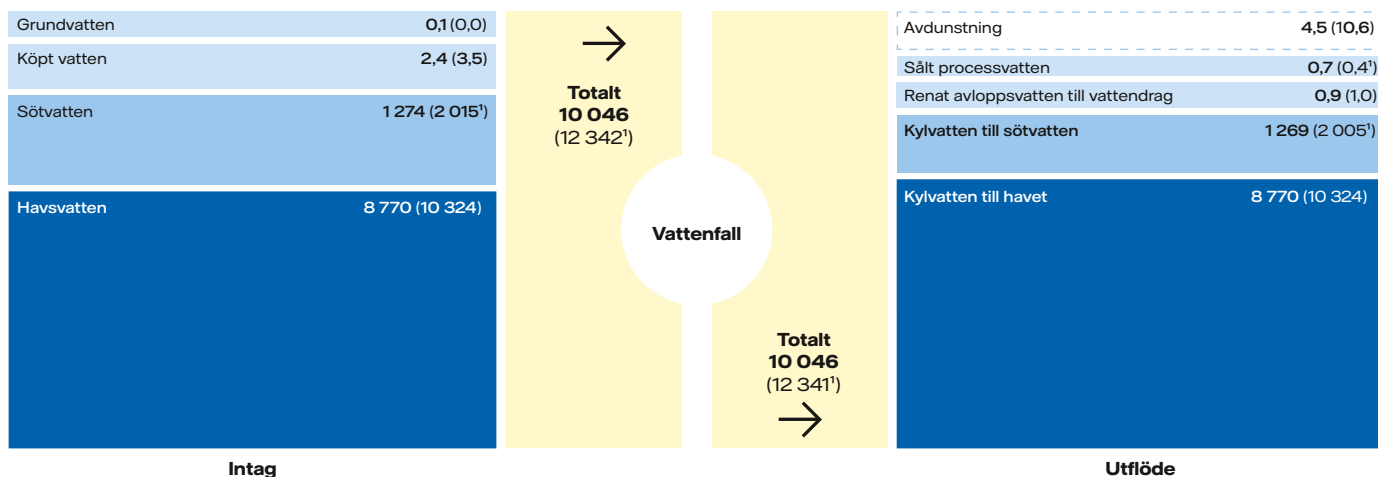 Grundvatten 0,1 (0,0)
Köpt vatten 2,4 (3,5)
Sötvatten 1 274 (2 015¹)
Havsvatten 8 770 (10 324)
Intag
Totalt
10 046
(12 342¹)
Vattenfall
Totalt
10 046
(12 341¹)
Avdunstning 4,5 (10,6)
Sålt processvatten 0,7 (0,4¹)
Renat avloppsvatten till vattendrag 0,9 (1,0)
Kylvatten till sötvatten 1 269 (2 005¹)
Kylvatten till havet 8 770 (10 324)
Utflöde